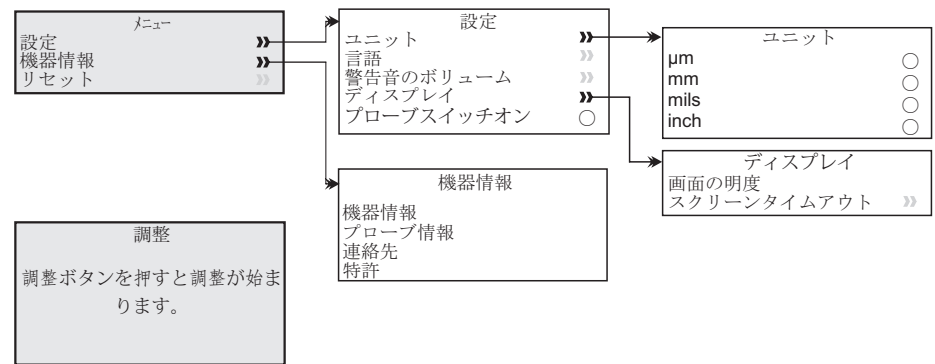 メニュー
設定 »
機器情報 »
リセット »
設定
ユニット »
言語 »
警告音のボリューム »
ディスプレイ »
プローブスイッチオン ○
ユニット
µm ○
mm ○
mils ○
inch ○
ディスプレイ
画面の明度
スクリーンタイムアウト »
機器情報
機器情報
プローブ情報
連絡先
特許
調整
調整ボタンを押すと調整が始ま
ります。